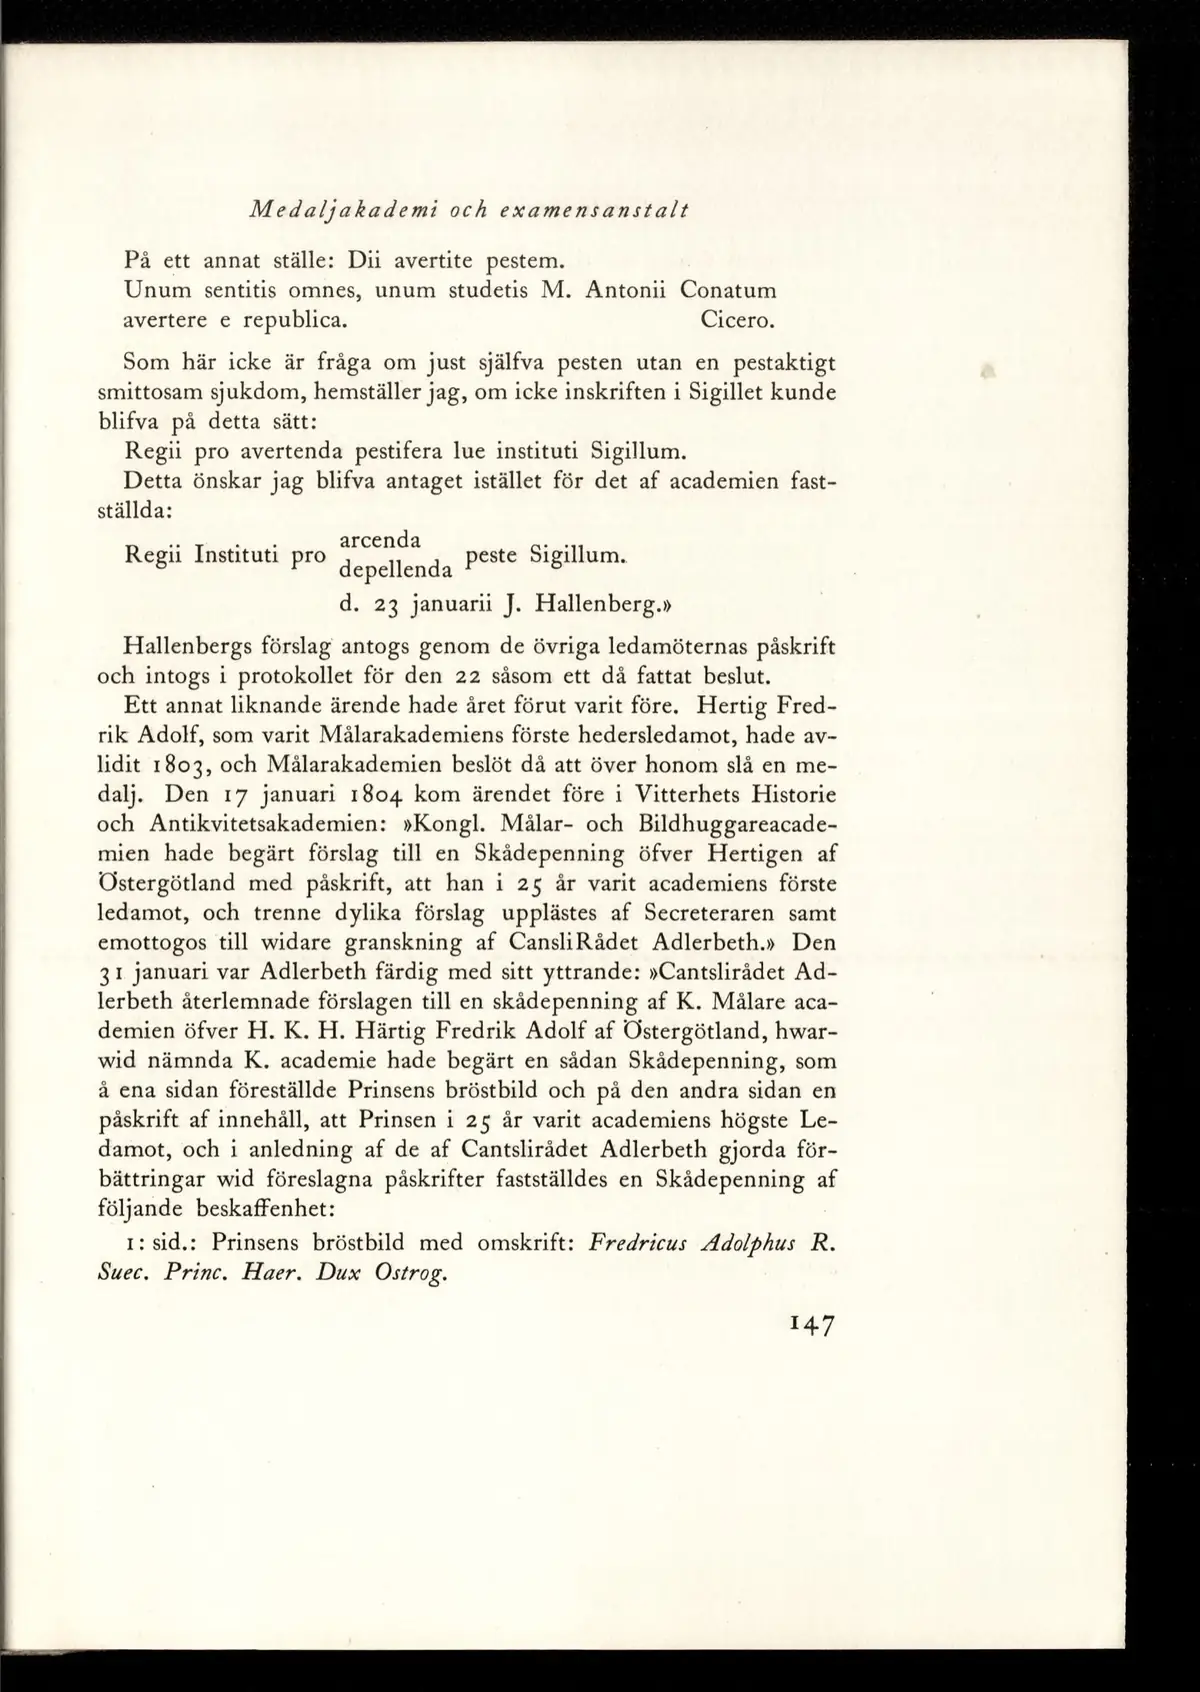 Medaljakademi och examensanstalt
På ett annat ställe: Dii avertite pestem.
Unum sentitis omnes, unum studetis M. Antonii Conatum
avertere e republica. Cicero.
Som här icke är fråga om just själfva pesten utan en pestaktigt
smittosam sjukdom, hemställer jag, om icke inskriften i Sigillet kunde
blifva på detta sätt:
Regii pro avertenda pestifera lue instituti Sigillum.
Detta önskar jag blifva antaget istället för det af academien fast-
ställda:
Regii Instituti pro arcenda
depellenda peste Sigillum.
d. 23 januarii J. Hallenberg.»
Hallenbergs förslag antogs genom de övriga ledamöternas påskrift
och intogs i protokollet för den 22 såsom ett då fattat beslut.
Ett annat liknande ärende hade året förut varit före. Hertig Fred-
rik Adolf, som varit Målarakademiens förste hedersledamot, hade av-
lidit 1803, och Målarakademien beslöt då att över honom slå en me-
dalj. Den 17 januari 1804 kom ärendet före i Vitterhets Historie
och Antikvitetsakademien: »Kongl. Målar- och Bildhuggareacade-
mien hade begärt förslag till en Skådepenning öfver Hertigen af
Östergötland med påskrift, att han i 25 år varit academiens förste
ledamot, och trenne dylika förslag upplästes af Secreteraren samt
emottogos till widare granskning af CansliRådet Adlerbeth.» Den
31 januari var Adlerbeth färdig med sitt yttrande: »Cantslirådet Ad-
lerbeth återlemnade förslagen till en skådepenning af K. Målare aca-
demien öfver H. K. H. Härtig Fredrik Adolf af Östergötland, hwar-
wid nämnda K. academie hade begärt en sådan Skådepenning, som
å ena sidan föreställde Prinsens bröstbild och på den andra sidan en
påskrift af innehåll, att Prinsen i 25 år varit academiens högste Le-
damot, och i anledning af de af Cantslirådet Adlerbeth gjorda för-
bättringar wid föreslagna påskrifter fastställdes en Skådepenning af
följande beskaffenhet:
1: sid.: Prinsens bröstbild med omskrift: Fredricus Adolphus R.
Suec. Princ. Haer. Dux Ostrog.
147